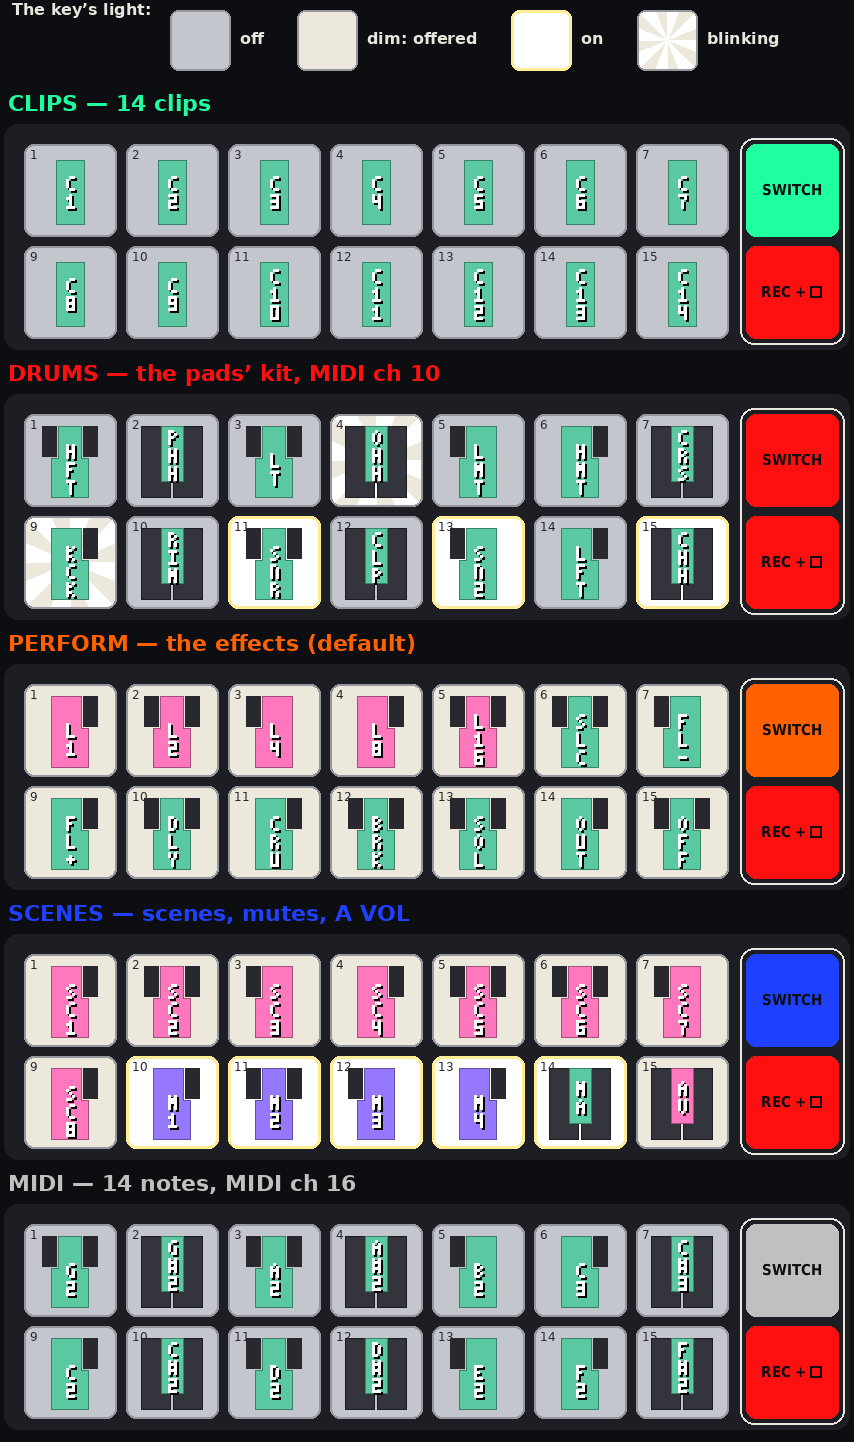 The key’s light:
off
dim: offered
on
blinking
CLIPS — 14 clips
1 2 3 4 5 6 7
C1 C2 C3 C4 C5 C6 C7 SWITCH
9 10 11 12 13 14 15
C8 C9 C10 C11 C12 C13 C14 REC +
DRUMS — the pads’ kit, MIDI ch 10
1 2 3 4 5 6 7
HFT PHH LT OHH LMT HMT CRS SWITCH
9 10 11 12 13 14 15
KCK RIM SNR CLP SN2 LFT CHH REC +
PERFORM — the effects (default)
1 2 3 4 5 6 7
L1 L2 L4 L8 L16 SLC FL- SWITCH
9 10 11 12 13 14 15
FL+ DLY CRU BRK SOL OUT OFF REC +
SCENES — scenes, mutes, A VOL
1 2 3 4 5 6 7
SC1 SC2 SC3 SC4 SC5 SC6 SC7 SWITCH
9 10 11 12 13 14 15
SC8 M1 M2 M3 M4 MM AV REC +
MIDI — 14 notes, MIDI ch 16
1 2 3 4 5 6 7
G2 G#2 A2 A#2 B2 C3 C#3 SWITCH
9 10 11 12 13 14 15
C2 C#2 D2 D#2 E2 F2 F#2 REC +